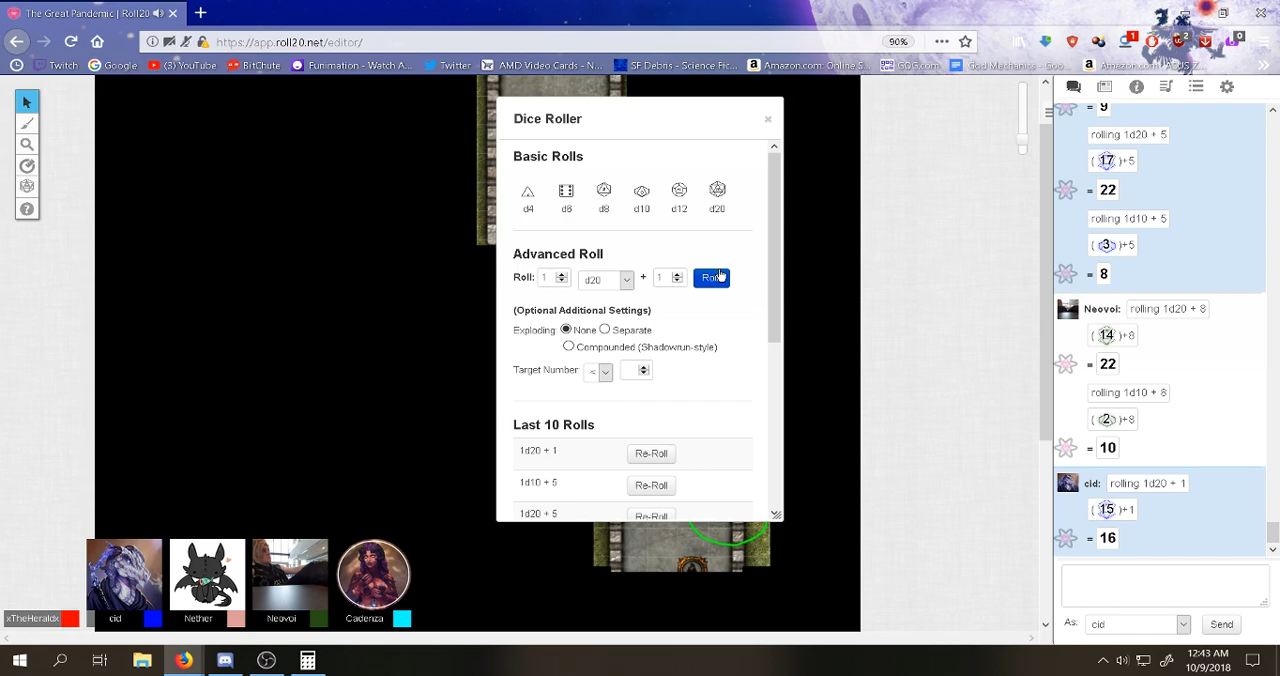 The Great Pandemic | Roll20
https://app.roll20.net/editor/
90%
Twitch
Google
(3) YouTube
BitChute
Funimation - Watch A...
Twitter
AMD Video Cards - N...
SF Debris - Science Fic...
Amazon.com: Online S...
GOG.com
God Mechanics - Goo...
Amazon.com: ASUS Z...
Dice Roller
Basic Rolls
d4
d6
d8
d10
d12
d20
Advanced Roll
Roll: 1 d20 + 1 Roll
(Optional Additional Settings)
Exploding: None Separate
Compounded (Shadowrun-style)
Target Number: <
Last 10 Rolls
1d20 + 1 Re-Roll
1d10 + 5 Re-Roll
1d20 + 5 Re-Roll
= 9
rolling 1d20 + 5
(17)+5
= 22
rolling 1d10 + 5
(3)+5
= 8
Neovoi: rolling 1d20 + 8
(14)+8
= 22
rolling 1d10 + 8
(2)+8
= 10
cid: rolling 1d20 + 1
(15)+1
= 16
As: cid Send
xTheHeraldx
cid
Nether
Neovoi
Cadenza
12:43 AM
10/9/2018